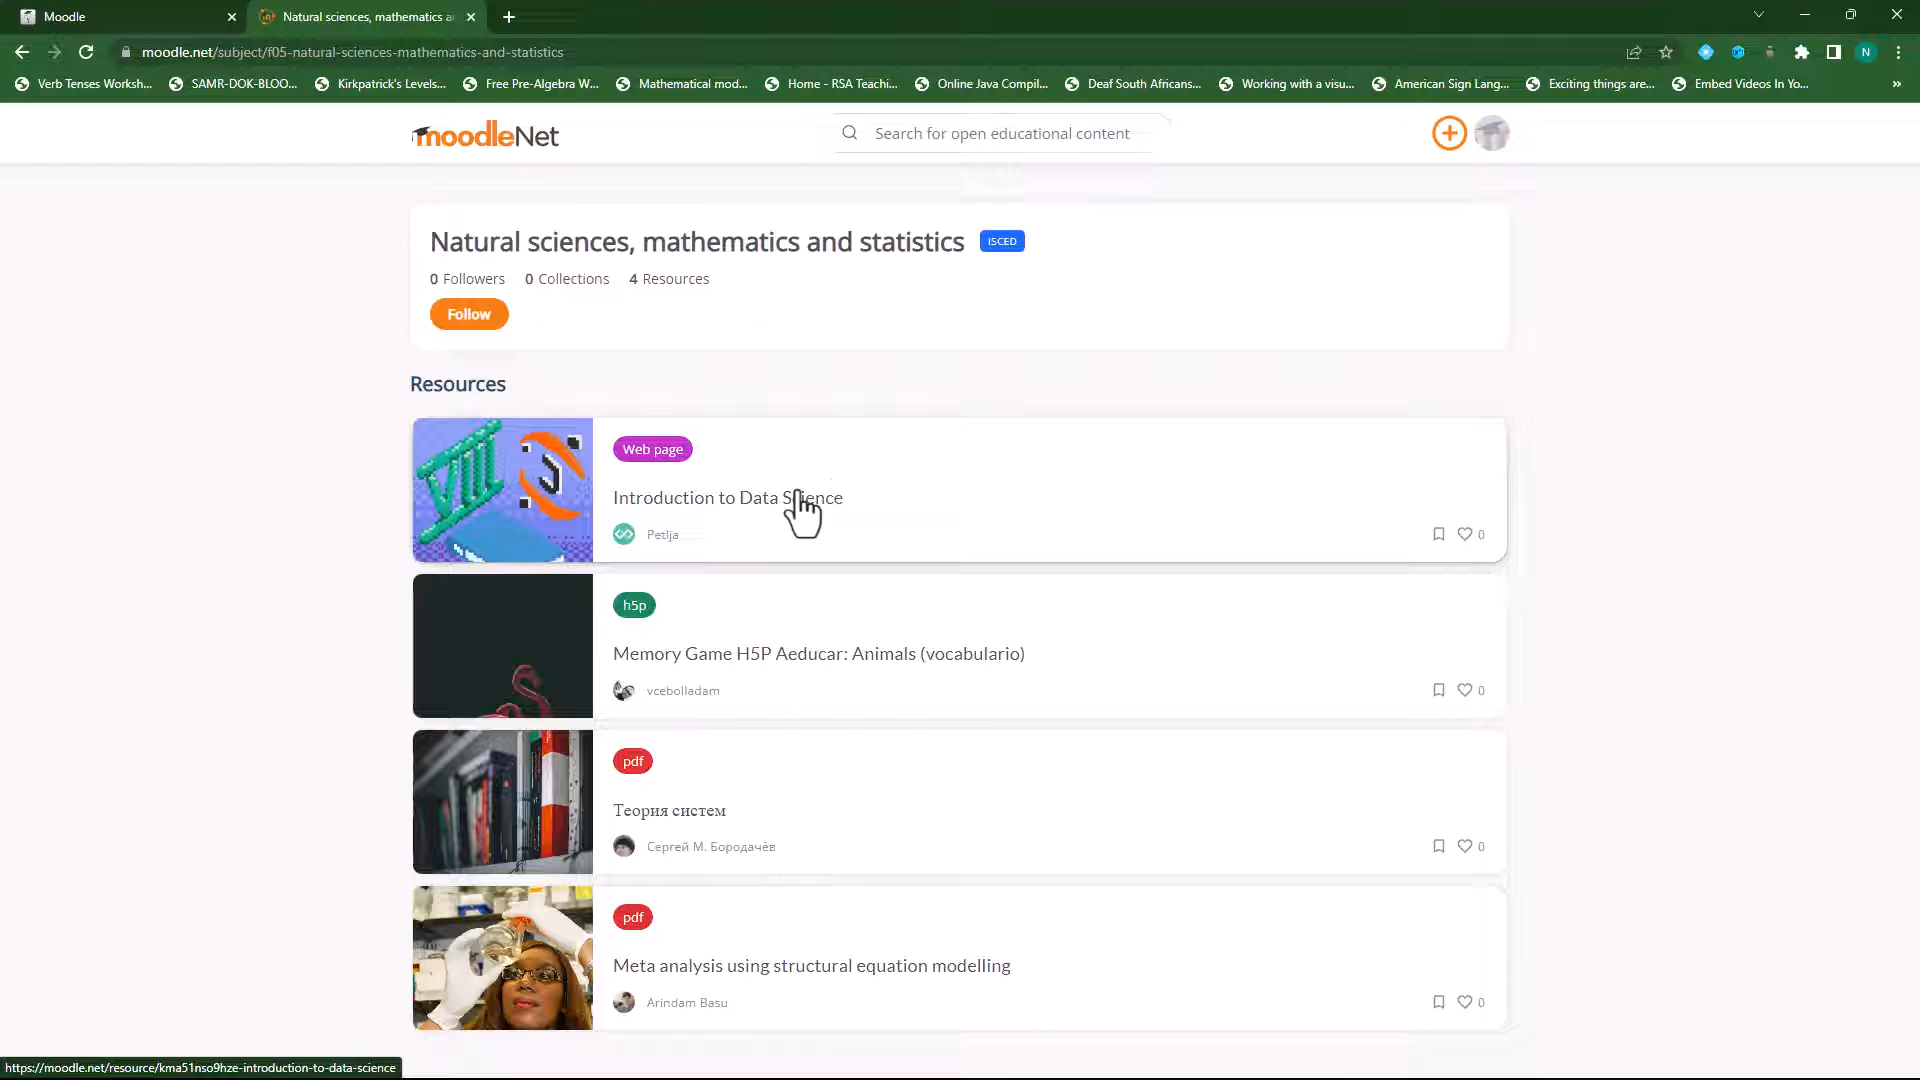 Moodle
Natural sciences, mathematics a
moodle.net/subject/f05-natural-sciences-mathematics-and-statistics
N
Verb Tenses Worksh...
SAMR-DOK-BLOO...
Kirkpatrick's Levels...
Free Pre-Algebra W...
Mathematical mod...
Home - RSA Teachi...
Online Java Compil...
Deaf South Africans...
Working with a visu...
American Sign Lang...
Exciting things are...
Embed Videos In Yo...
moodleNet
Search for open educational content
Natural sciences, mathematics and statistics ISCED
0 Followers 0 Collections 4 Resources
Follow
Resources
Web page
Introduction to Data Science
Petlja
0
h5p
Memory Game H5P Aeducar: Animals (vocabulario)
vcebolladam
0
pdf
Теория систем
Сергей М. Бородачёв
0
pdf
Meta analysis using structural equation modelling
Arindam Basu
0
https://moodle.net/resource/kma51nso9hze-introduction-to-data-science